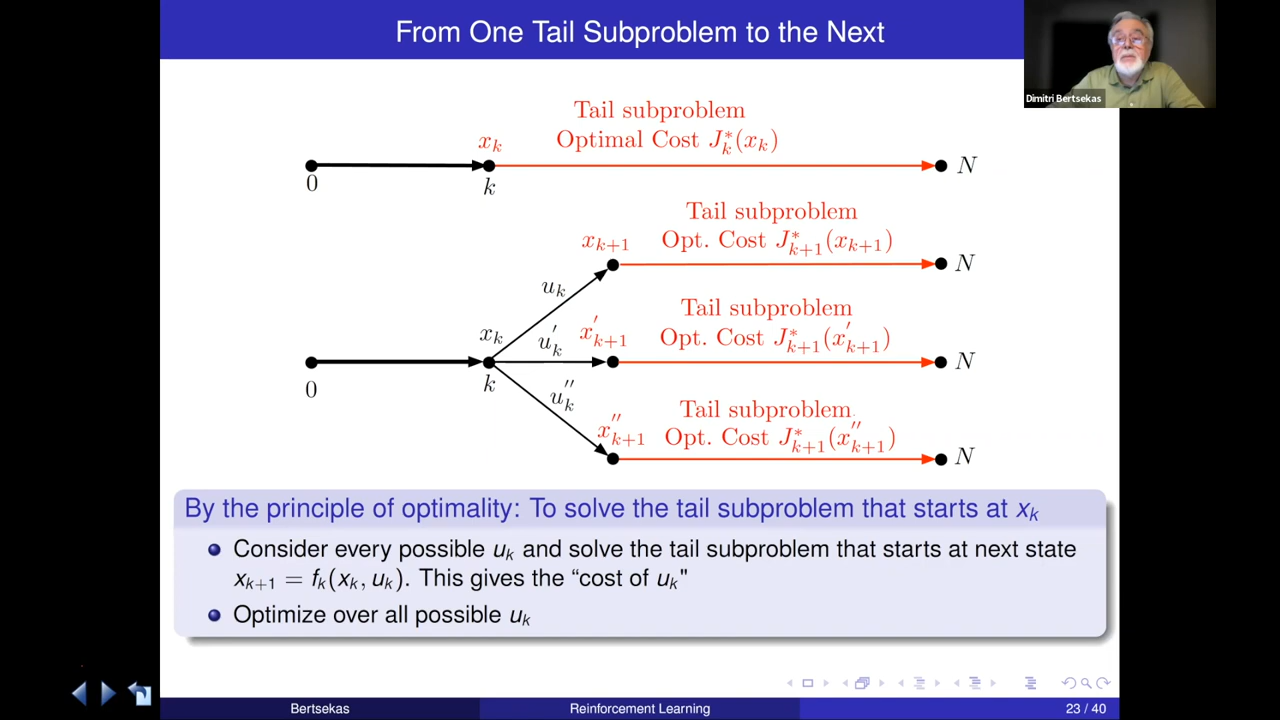 From One Tail Subproblem to the Next
Dimitri Bertsekas
Tail subproblem
x_k Optimal Cost J*_k(x_k)
0 k N
Tail subproblem
x_{k+1} Opt. Cost J*_{k+1}(x_{k+1})
N
u_k
Tail subproblem
x_k u'_k x'_{k+1} Opt. Cost J*_{k+1}(x'_{k+1})
N
0 k
u''_k
Tail subproblem
x''_{k+1} Opt. Cost J*_{k+1}(x''_{k+1})
N
By the principle of optimality: To solve the tail subproblem that starts at x_k
Consider every possible u_k and solve the tail subproblem that starts at next state
x_{k+1} = f_k(x_k, u_k). This gives the “cost of u_k"
Optimize over all possible u_k
Bertsekas Reinforcement Learning 23 / 40